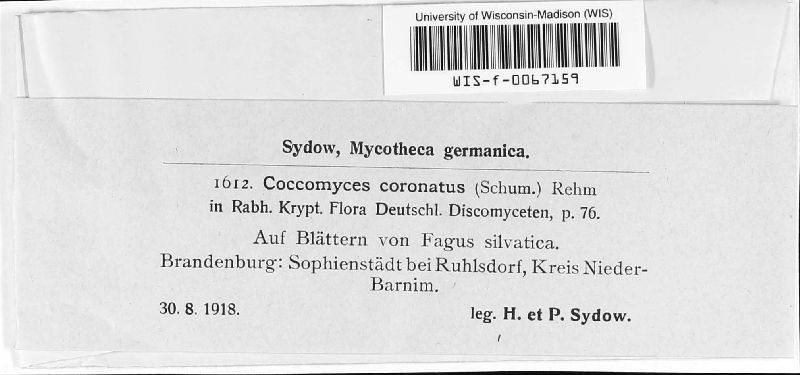 University of Wisconsin-Madison (WIS)
WIS-f-0067159
Sydow, Mycotheca germanica.
1612. Coccomyces coronatus (Schum.) Rehm
in Rabh. Krypt. Flora Deutschl. Discomyceten, p. 76.
Auf Blättern von Fagus silvatica.
Brandenburg: Sophienstädt bei Ruhlsdorf, Kreis Nieder-
Barnim.
30. 8. 1918. leg. H. et P. Sydow.